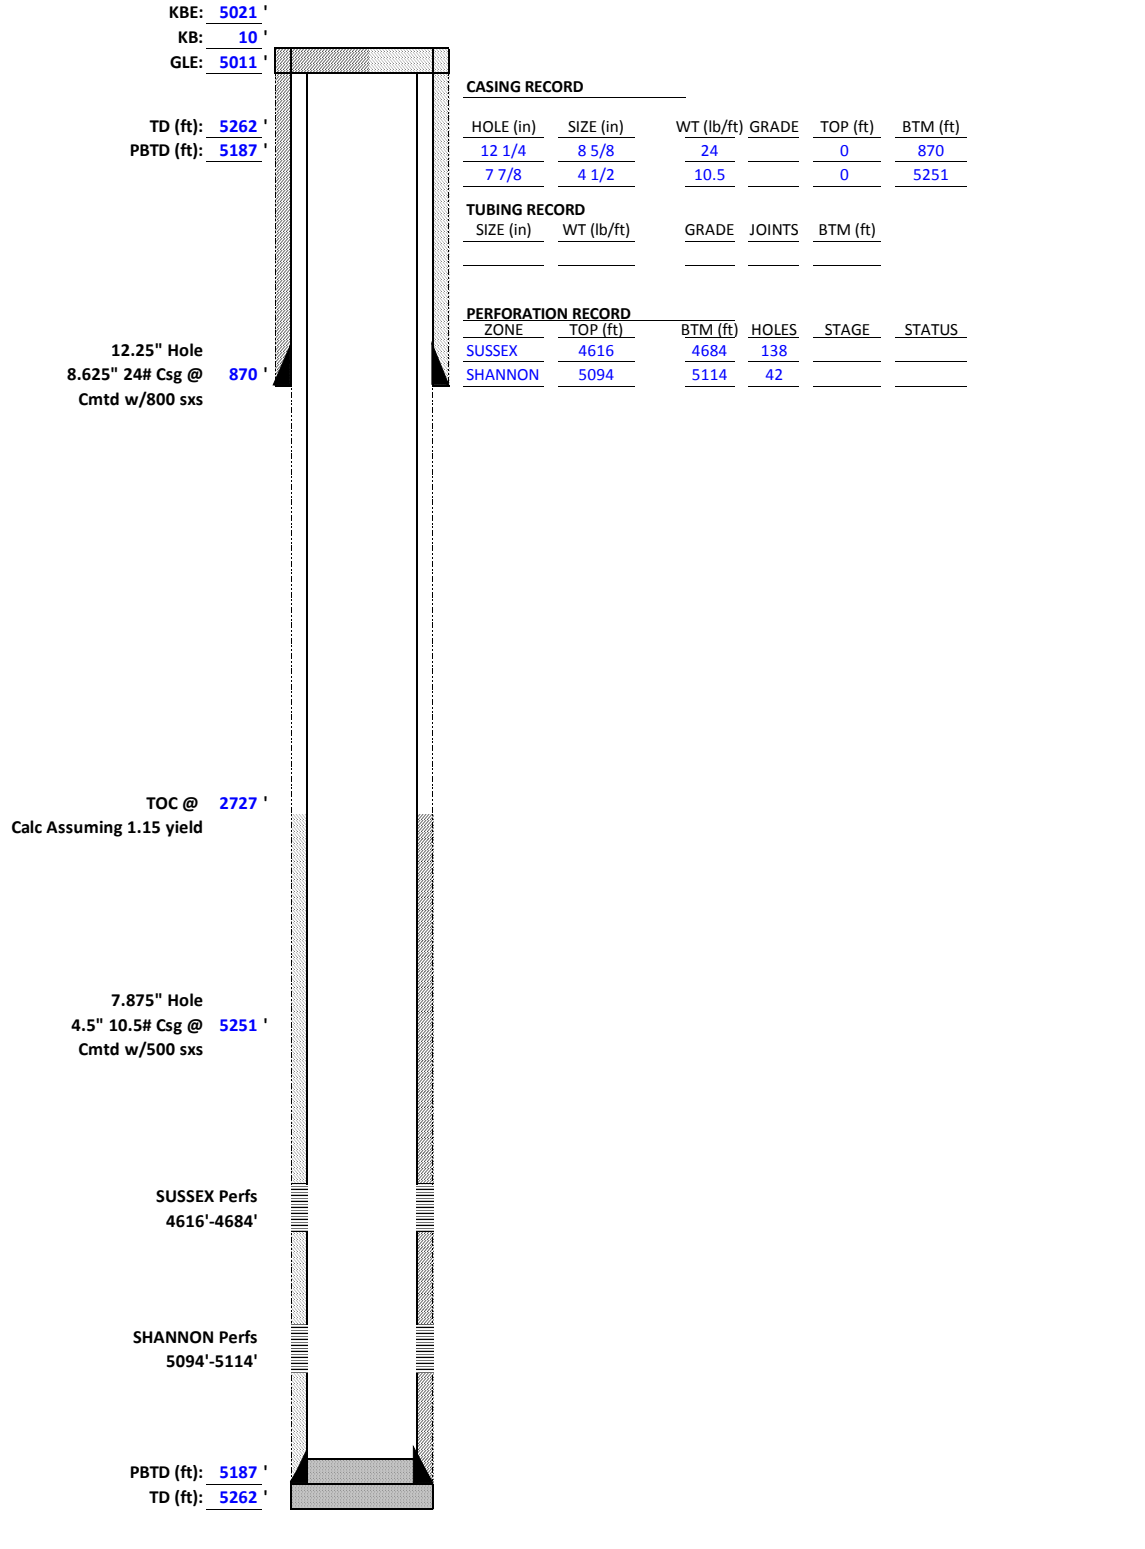 KBE: 5021 '
KB: 10 '
GLE: 5011 '
CASING RECORD
TD (ft): 5262 '
HOLE (in) SIZE (in) WT (lb/ft) GRADE TOP (ft) BTM (ft)
PBTD (ft): 5187 '
12 1/4 8 5/8 24 0 870
7 7/8 4 1/2 10.5 0 5251
TUBING RECORD
SIZE (in) WT (lb/ft) GRADE JOINTS BTM (ft)
PERFORATION RECORD
ZONE TOP (ft) BTM (ft) HOLES STAGE STATUS
12.25" Hole
SUSSEX 4616 4684 138
8.625" 24# Csg @ 870 '
SHANNON 5094 5114 42
Cmtd w/800 sxs
TOC @ 2727 '
Calc Assuming 1.15 yield
7.875" Hole
4.5" 10.5# Csg @ 5251 '
Cmtd w/500 sxs
SUSSEX Perfs
4616'-4684'
SHANNON Perfs
5094'-5114'
PBTD (ft): 5187 '
TD (ft): 5262 '